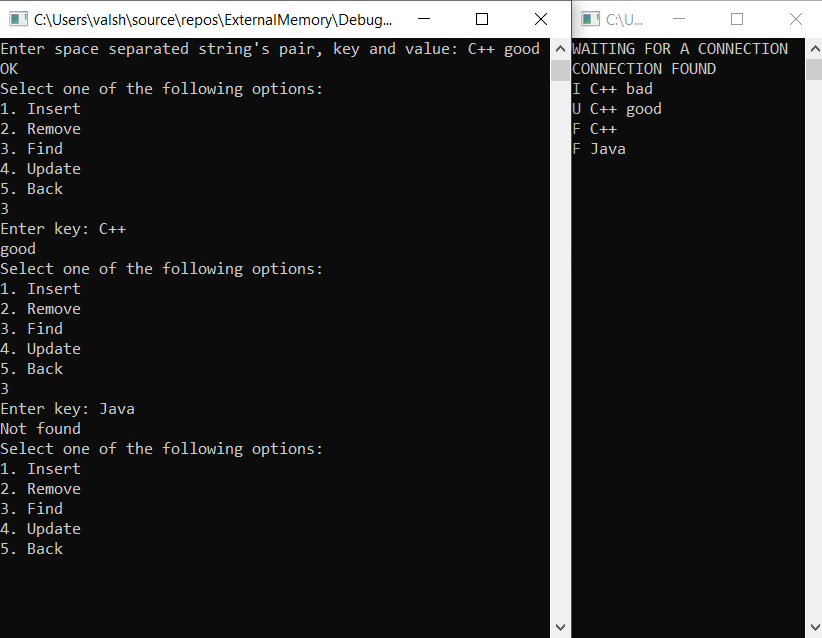 C:\Users\valsh\source\repos\ExternalMemory\Debug...
Enter space separated string's pair, key and value: C++ good
OK
Select one of the following options:
1. Insert
2. Remove
3. Find
4. Update
5. Back
3
Enter key: C++
good
Select one of the following options:
1. Insert
2. Remove
3. Find
4. Update
5. Back
3
Enter key: Java
Not found
Select one of the following options:
1. Insert
2. Remove
3. Find
4. Update
5. Back
C:\U...
WAITING FOR A CONNECTION
CONNECTION FOUND
I C++ bad
U C++ good
F C++
F Java